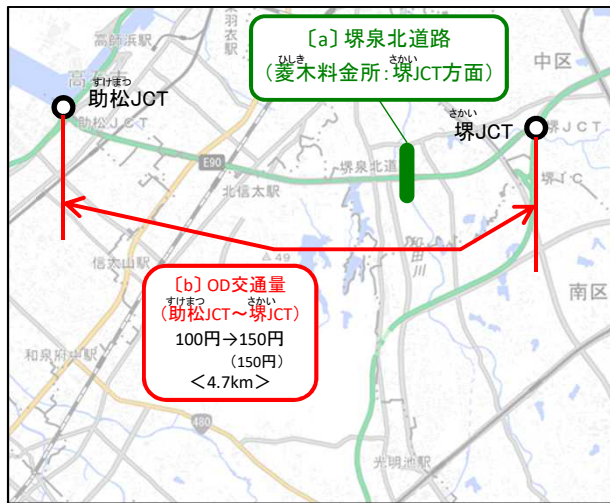 高師浜駅
羽衣駅
〔a〕堺泉北道路
（菱木料金所：堺JCT方面）
ひしき
さかい
中区
すけまつ
助松JCT
助松JCT
さかい
堺JCT
堺JCT
E90
堺泉北道
堺JC
北信太駅
和田川
49
信太山駅
南区
〔b〕OD交通量
すけまつ
さかい
（助松JCT～堺JCT）
100円→150円
（150円）
＜4.7km＞
和泉府中駅
480
光明池駅